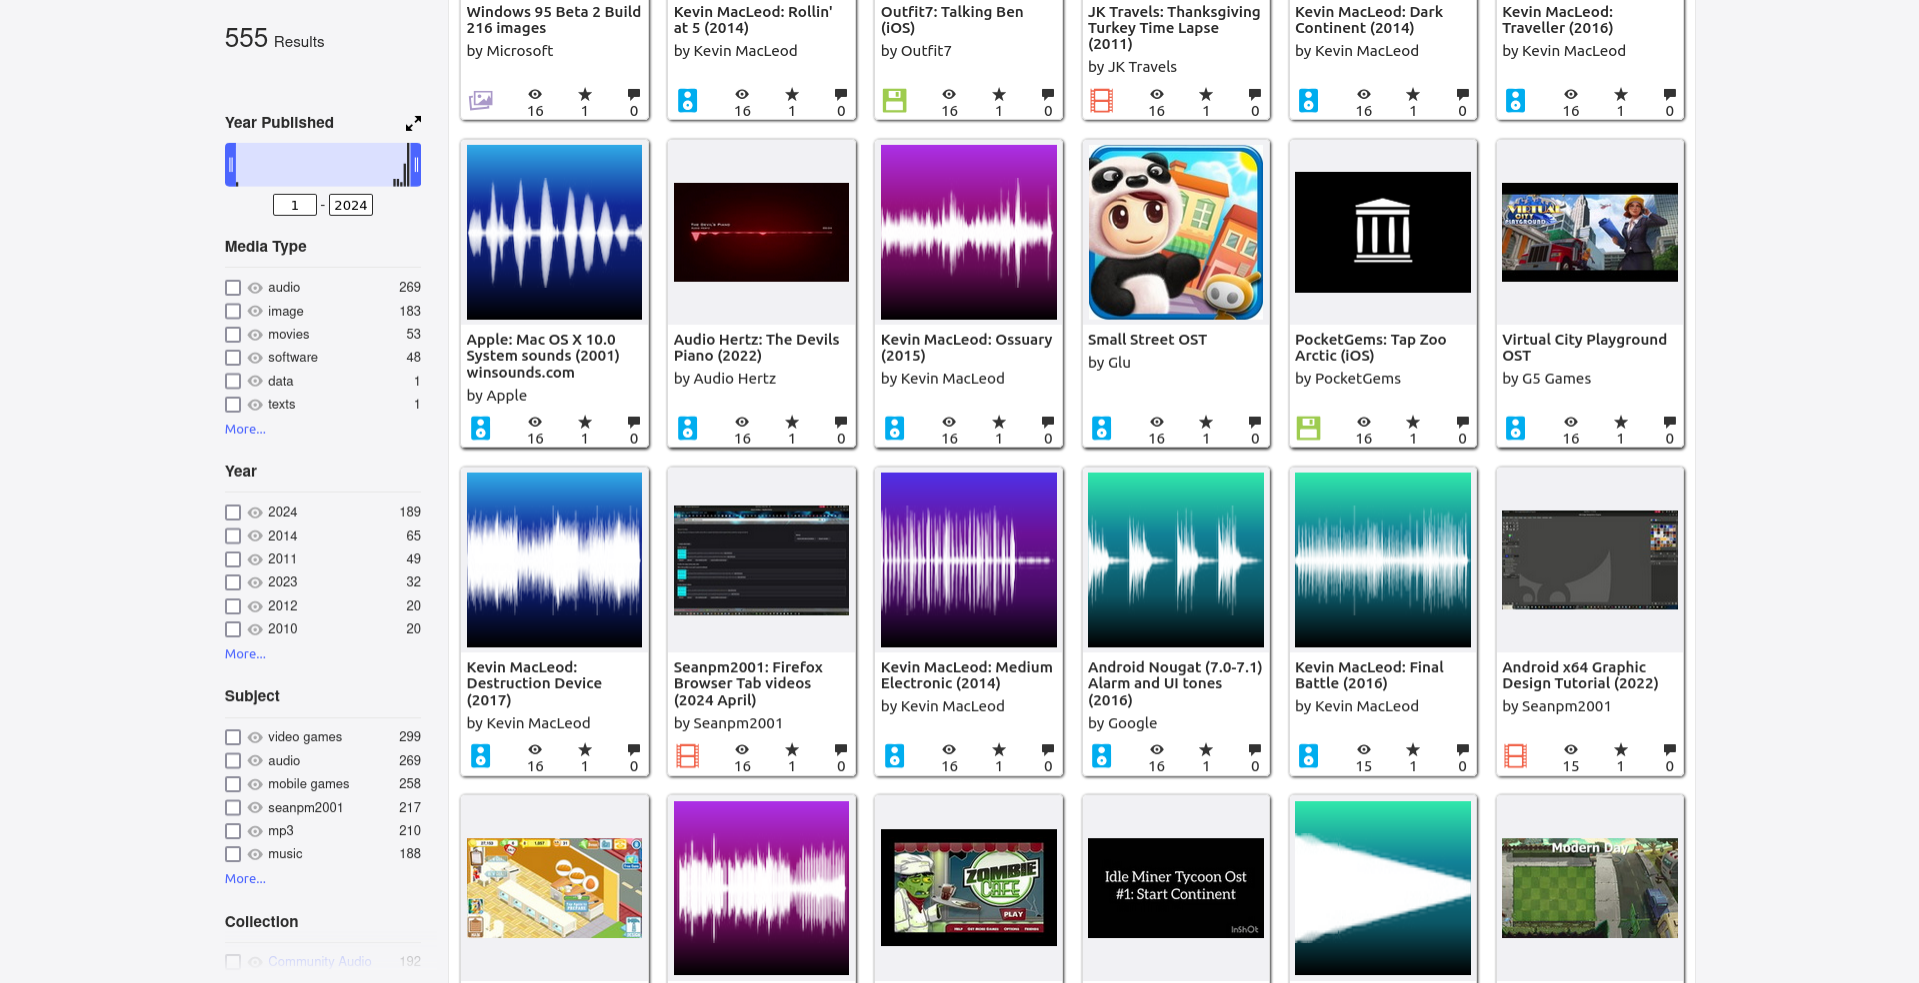 555 Results
Year Published
1 - 2024
Media Type
audio 269
image 183
movies 53
software 48
data 1
texts 1
More...
Year
2024 189
2014 65
2011 49
2023 32
2012 20
2010 20
More...
Subject
video games 299
audio 269
mobile games 258
seanpm2001 217
mp3 210
music 188
More...
Collection
Community Audio 192
Windows 95 Beta 2 Build
216 images
by Microsoft
16 1 0
Kevin MacLeod: Rollin'
at 5 (2014)
by Kevin MacLeod
16 1 0
Outfit7: Talking Ben
(iOS)
by Outfit7
16 1 0
JK Travels: Thanksgiving
Turkey Time Lapse
(2011)
by JK Travels
16 1 0
Kevin MacLeod: Dark
Continent (2014)
by Kevin MacLeod
16 1 0
Kevin MacLeod:
Traveller (2016)
by Kevin MacLeod
16 1 0
Apple: Mac OS X 10.0
System sounds (2001)
winsounds.com
by Apple
16 1 0
THE DEVIL'S PIANO
Audio Hertz: The Devils
Piano (2022)
by Audio Hertz
16 1 0
Kevin MacLeod: Ossuary
(2015)
by Kevin MacLeod
16 1 0
Small Street OST
by Glu
16 1 0
PocketGems: Tap Zoo
Arctic (iOS)
by PocketGems
16 1 0
VIRTUAL
CITY
PLAYGROUND
Virtual City Playground
OST
by G5 Games
16 1 0
Kevin MacLeod:
Destruction Device
(2017)
by Kevin MacLeod
16 1 0
Seanpm2001: Firefox
Browser Tab videos
(2024 April)
by Seanpm2001
16 1 0
Kevin MacLeod: Medium
Electronic (2014)
by Kevin MacLeod
16 1 0
Android Nougat (7.0-7.1)
Alarm and UI tones
(2016)
by Google
16 1 0
Kevin MacLeod: Final
Battle (2016)
by Kevin MacLeod
15 1 0
Android x64 Graphic
Design Tutorial (2022)
by Seanpm2001
15 1 0
ZOMBIE
CAFE
PLAY
HELP GET MORE GAMES OPTIONS FRIENDS
Idle Miner Tycoon Ost
#1: Start Continent
InShOt
Modern Day